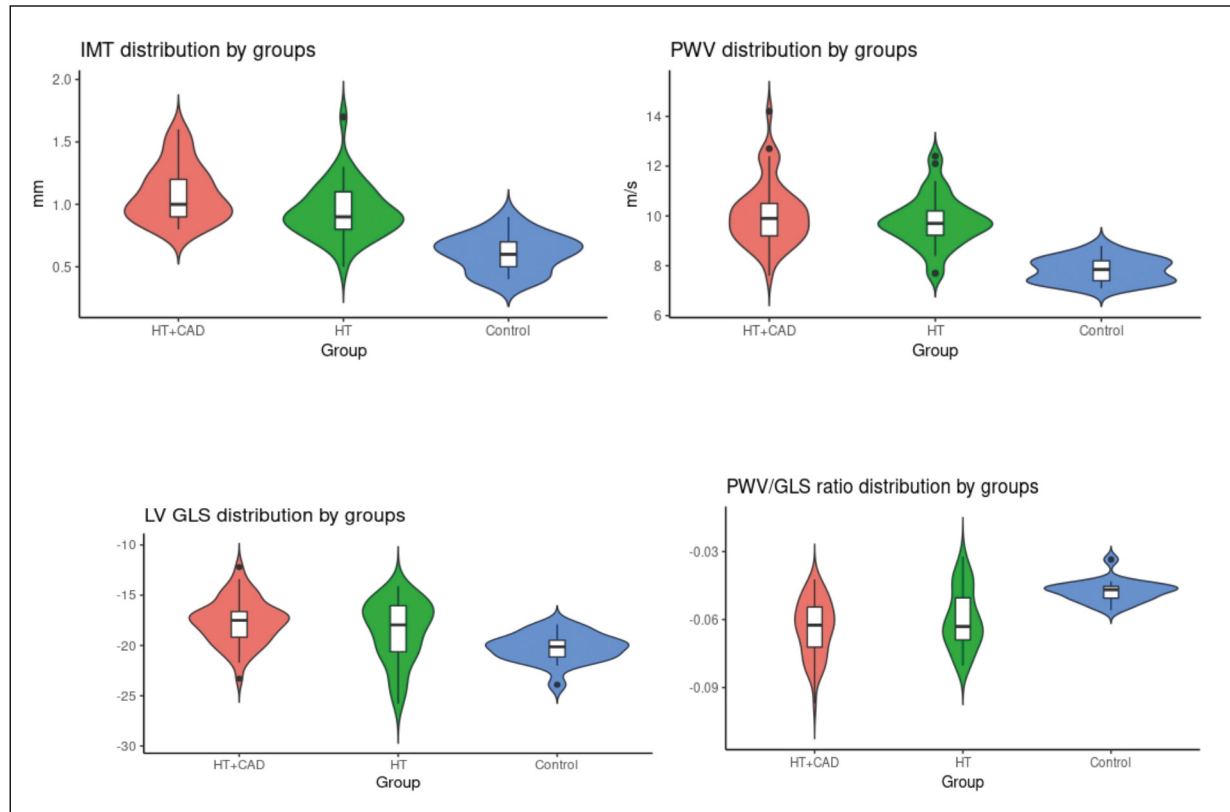 IMT distribution by groups
2.0
1.5
1.0
0.5
mm
HT+CAD HT Control
Group
PWV distribution by groups
14
12
10
8
6
m/s
HT+CAD HT Control
Group
LV GLS distribution by groups
-10
-15
-20
-25
-30
HT+CAD HT Control
Group
PWV/GLS ratio distribution by groups
-0.03
-0.06
-0.09
HT+CAD HT Control
Group